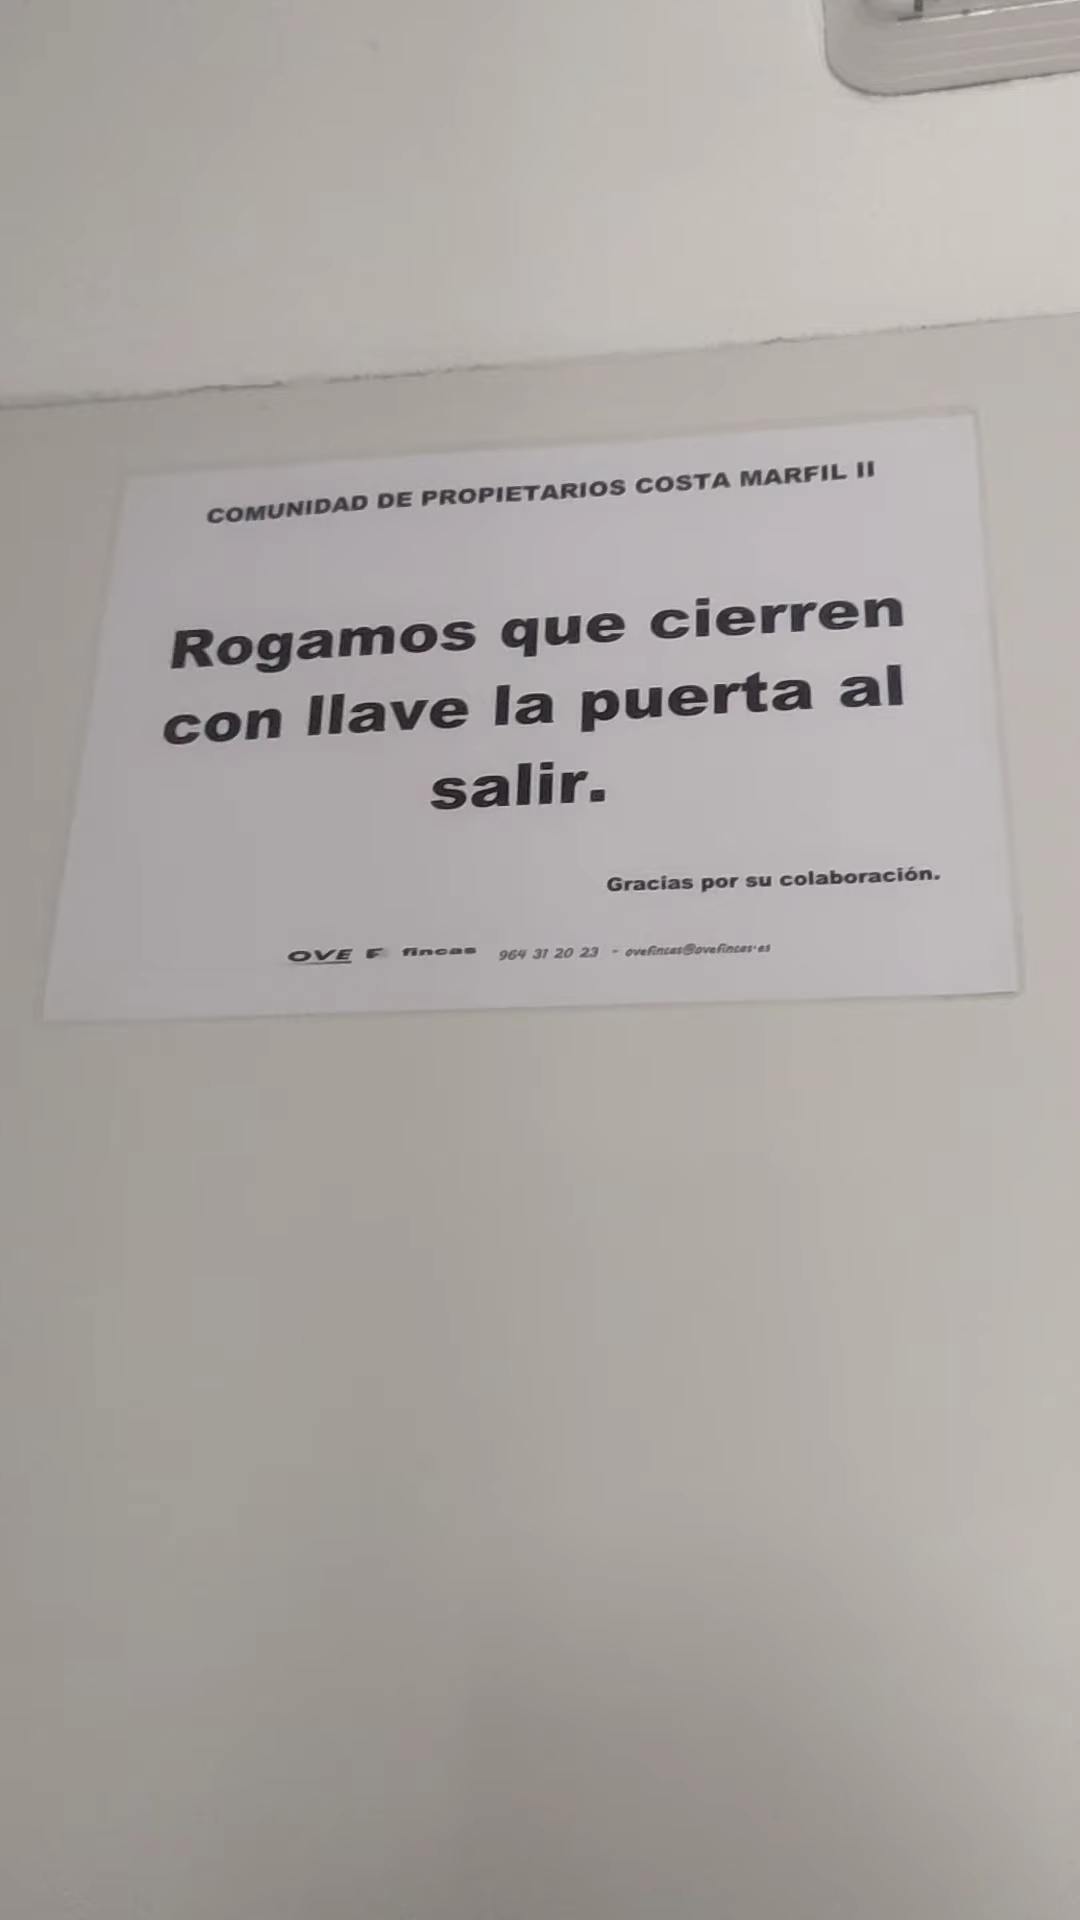 COMUNIDAD DE PROPIETARIOS COSTA MARFIL II
Rogamos que cierren
con llave la puerta al
salir.
Gracias por su colaboración.
OVE F fincas 964 31 20 23 - ovefincas@ovefincas.es